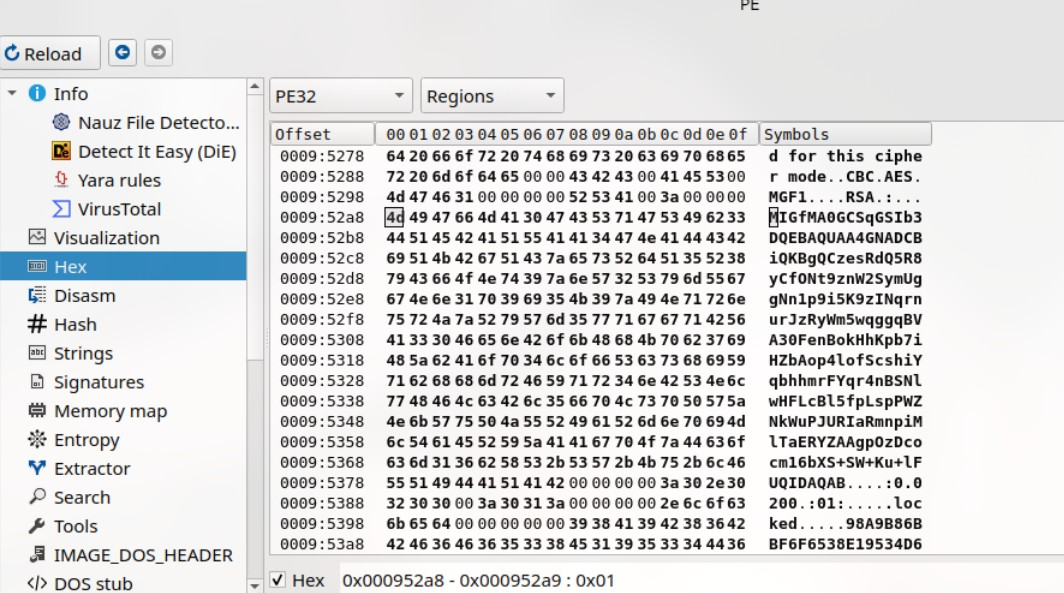 PE
Reload
Info
Nauz File Detecto...
Detect It Easy (DiE)
Yara rules
VirusTotal
Visualization
Hex
Disasm
Hash
Strings
Signatures
Memory map
Entropy
Extractor
Search
Tools
IMAGE_DOS_HEADER
DOS stub
PE32 Regions
Offset 00 01 02 03 04 05 06 07 08 09 0a 0b 0c 0d 0e 0f Symbols
0009:5278 64 20 66 6f 72 20 74 68 69 73 20 63 69 70 68 65 d for this ciphe
0009:5288 72 20 6d 6f 64 65 00 00 43 42 43 00 41 45 53 00 r mode..CBC.AES.
0009:5298 4d 47 46 31 00 00 00 00 52 53 41 00 3a 00 00 00 MGF1....RSA.:...
0009:52a8 4d 49 47 66 4d 41 30 47 43 53 71 47 53 49 62 33 MIGfMA0GCSqGSIb3
0009:52b8 44 51 45 42 41 51 55 41 41 34 47 4e 41 44 43 42 DQEBAQUAA4GNADCB
0009:52c8 69 51 4b 42 67 51 43 7a 65 73 52 64 51 35 52 38 iQKBgQCzesRdQ5R8
0009:52d8 79 43 66 4f 4e 74 39 7a 6e 57 32 53 79 6d 55 67 yCfONt9znW2SymUg
0009:52e8 67 4e 6e 31 70 39 69 35 4b 39 7a 49 4e 71 72 6e gNn1p9i5K9zINqrn
0009:52f8 75 72 4a 7a 52 79 57 6d 35 77 71 67 67 71 42 56 urJzRyWm5wqggqBV
0009:5308 41 33 30 46 65 6e 42 6f 6b 48 68 4b 70 62 37 69 A30FenBokHhKpb7i
0009:5318 48 5a 62 41 6f 70 34 6c 6f 66 53 63 73 68 69 59 HZbAop4lofScshiY
0009:5328 71 62 68 68 6d 72 46 59 71 72 34 6e 42 53 4e 6c qbhhmrFYqr4nBSNl
0009:5338 77 48 46 4c 63 42 6c 35 66 70 4c 73 70 50 57 5a wHFLcBl5fpLspPWZ
0009:5348 4e 6b 57 75 50 4a 55 52 49 61 52 6d 6e 70 69 4d NkWuPJURIaRmnpiM
0009:5358 6c 54 61 45 52 59 5a 41 41 67 70 4f 7a 44 63 6f lTaERYZAAgpOzDco
0009:5368 63 6d 31 36 62 58 53 2b 53 57 2b 4b 75 2b 6c 46 cm16bXS+SW+Ku+lF
0009:5378 55 51 49 44 41 51 41 42 00 00 00 00 3a 30 2e 30 UQIDAQAB....:0.0
0009:5388 32 30 30 00 3a 30 31 3a 00 00 00 00 2e 6c 6f 63 200.:01:.....loc
0009:5398 6b 65 64 00 00 00 00 00 39 38 41 39 42 38 36 42 ked.....98A9B86B
0009:53a8 42 46 36 46 36 35 33 38 45 31 39 35 33 34 44 36 BF6F6538E19534D6
Hex 0x000952a8 - 0x000952a9 : 0x01